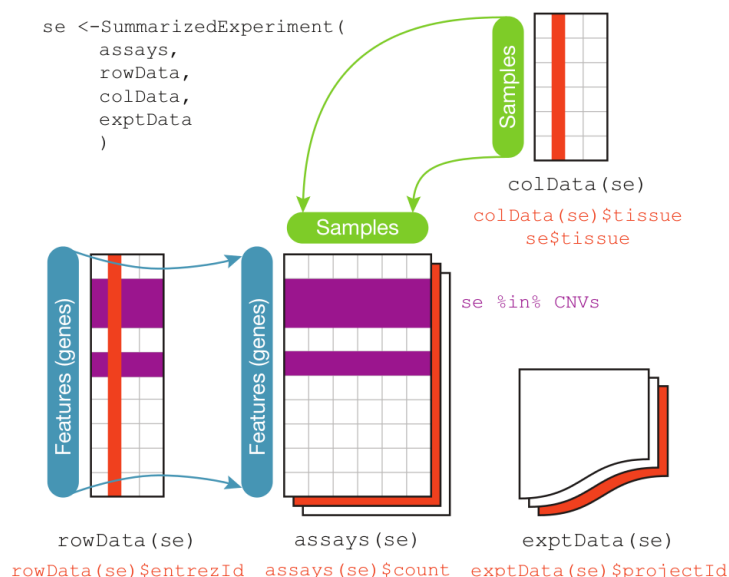 se <-SummarizedExperiment(
assays,
rowData,
colData,
exptData
)
Samples
colData(se)
colData(se)$tissue
se$tissue
Samples
Features (genes)
Features (genes)
se %in% CNVs
rowData(se)
assays(se)
exptData(se)
rowData(se)$entrezId
assays(se)$count
exptData(se)$projectId